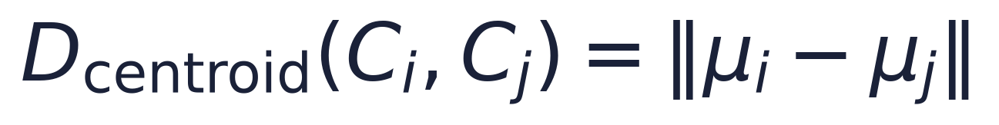 D_centroid(C_i, C_j) = ‖μ_i − μ_j‖